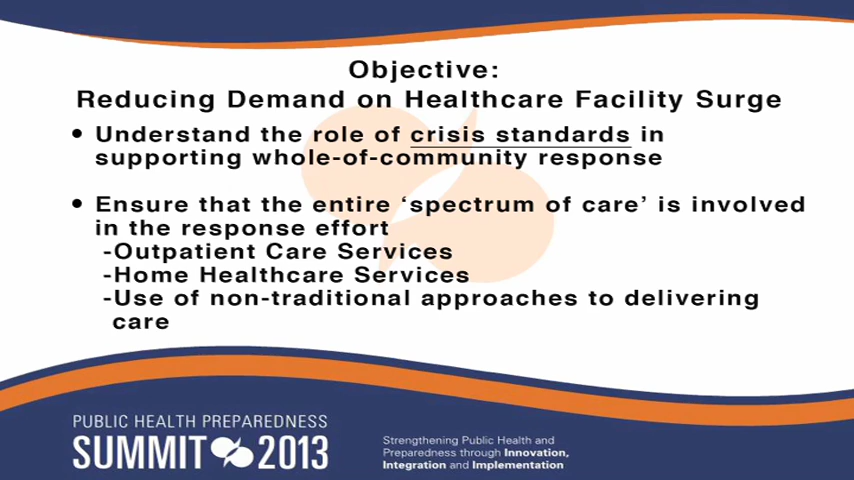 Objective:
Reducing Demand on Healthcare Facility Surge
• Understand the role of crisis standards in
supporting whole-of-community response
• Ensure that the entire ‘spectrum of care’ is involved
in the response effort
-Outpatient Care Services
-Home Healthcare Services
-Use of non-traditional approaches to delivering
care
PUBLIC HEALTH PREPAREDNESS
SUMMIT 2013
Strengthening Public Health and
Preparedness through Innovation,
Integration and Implementation